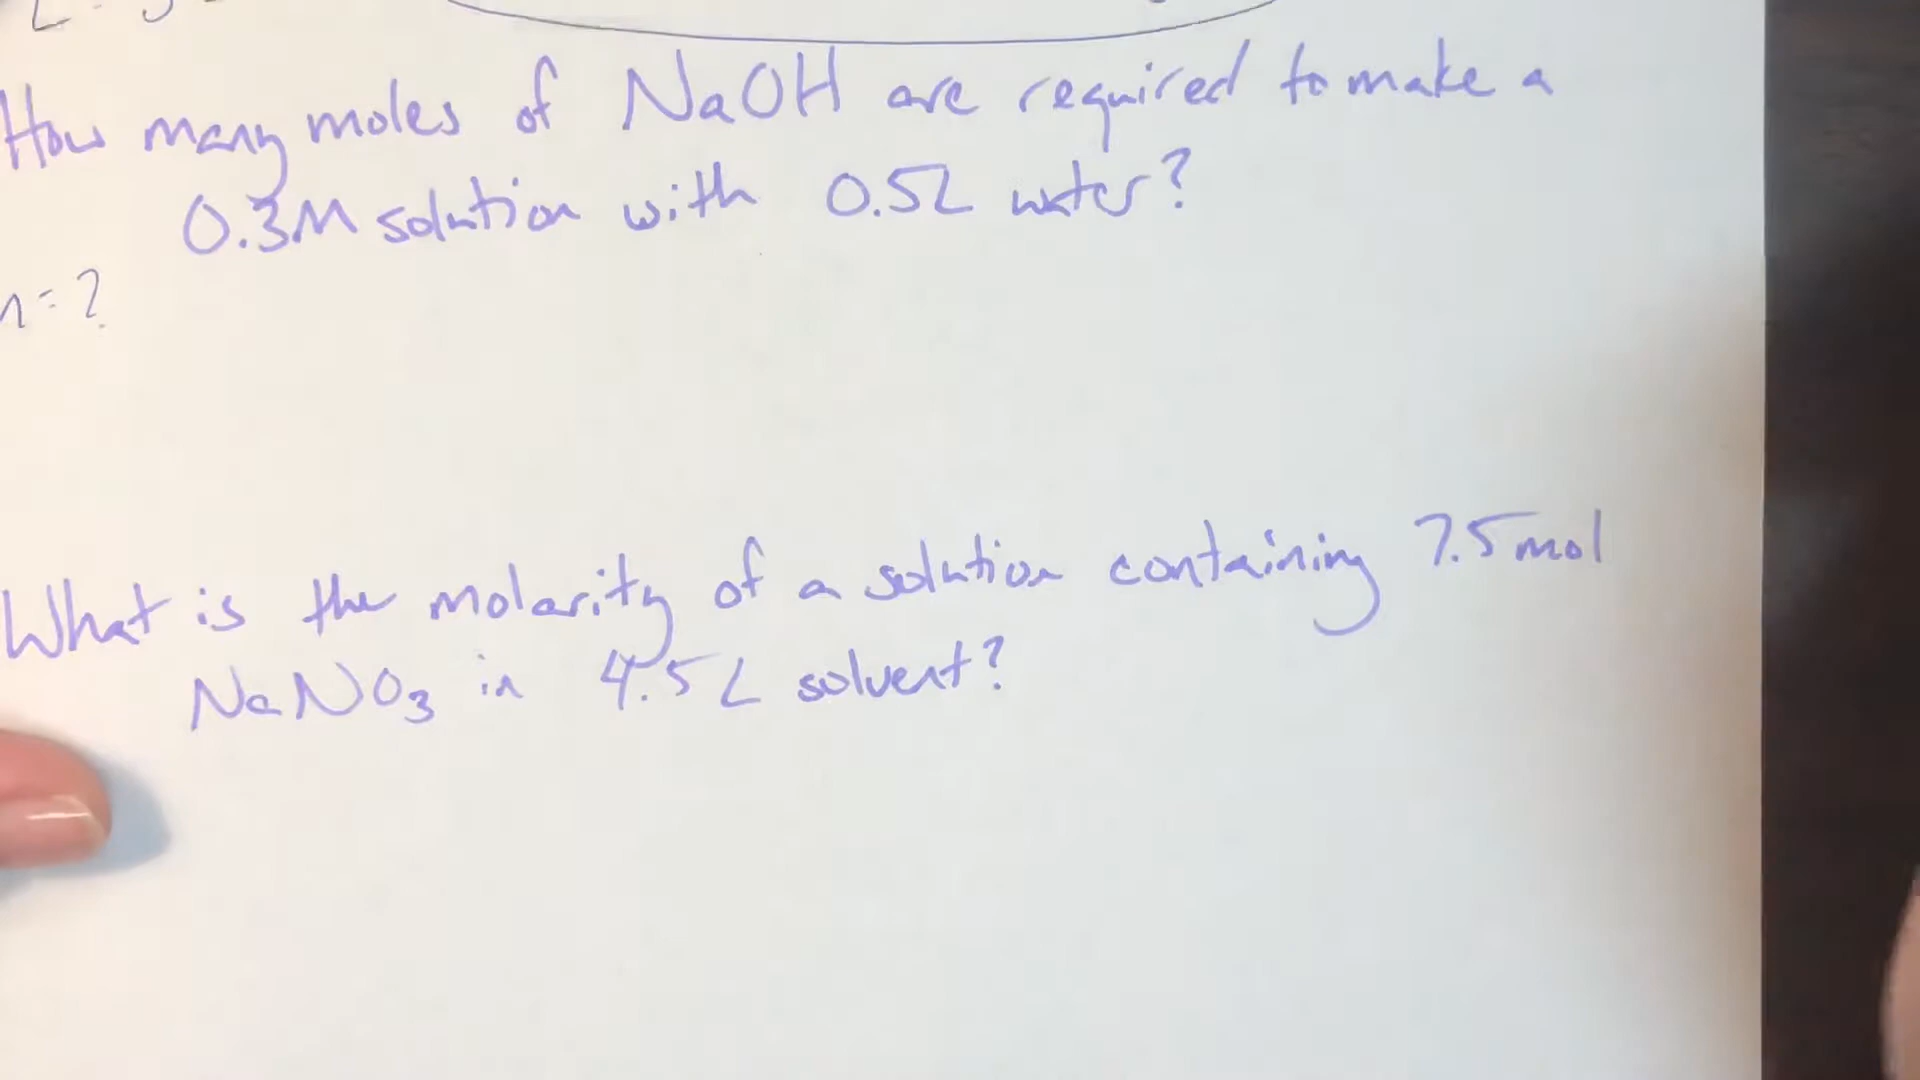 How many moles of NaOH are required to make a
0.3M solution with 0.5L water?
n=?
What is the molarity of a solution containing 7.5mol
NaNO3 in 4.5L solvent?